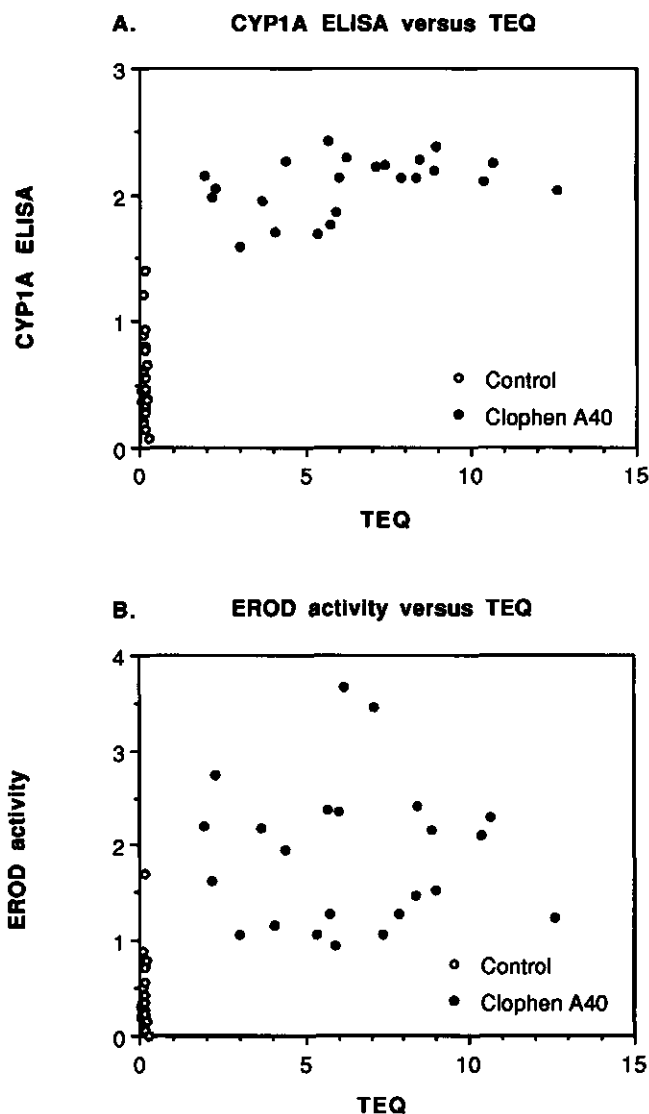 A. CYP1A ELISA versus TEQ
3
2
1
0
CYP1A ELISA
Control
Clophen A40
0 5 10 15
TEQ
B. EROD activity versus TEQ
4
3
2
1
0
EROD activity
Control
Clophen A40
0 5 10 15
TEQ